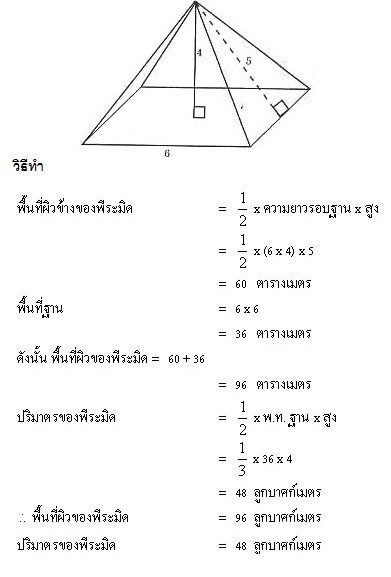 4
5
6
วิธีทำ
พื้นที่ผิวข้างของพีระมิด = 1/2 x ความยาวรอบฐาน x สูง
= 1/2 x (6 x 4) x 5
= 60 ตารางเมตร
พื้นที่ฐาน = 6 x 6
= 36 ตารางเมตร
ดังนั้น พื้นที่ผิวของพีระมิด = 60 + 36
= 96 ตารางเมตร
ปริมาตรของพีระมิด = 1/2 x พ.ท. ฐาน x สูง
= 1/3 x 36 x 4
= 48 ลูกบาศก์เมตร
∴ พื้นที่ผิวของพีระมิด = 96 ลูกบาศก์เมตร
ปริมาตรของพีระมิด = 48 ลูกบาศก์เมตร